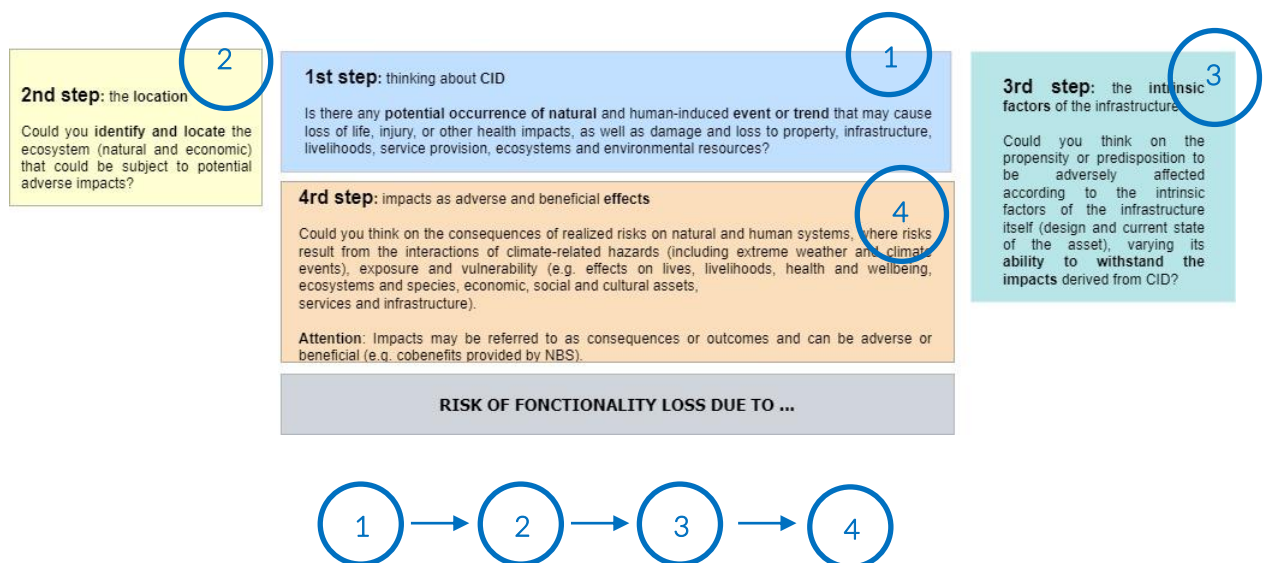 2
2nd step: the location
Could you identify and locate the
ecosystem (natural and economic)
that could be subject to potential
adverse impacts?
1
1st step: thinking about CID
Is there any potential occurrence of natural and human-induced event or trend that may cause
loss of life, injury, or other health impacts, as well as damage and loss to property, infrastructure,
livelihoods, service provision, ecosystems and environmental resources?
4
4rd step: impacts as adverse and beneficial effects
Could you think on the consequences of realized risks on natural and human systems, where risks
result from the interactions of climate-related hazards (including extreme weather and climate
events), exposure and vulnerability (e.g. effects on lives, livelihoods, health and wellbeing,
ecosystems and species, economic, social and cultural assets,
services and infrastructure).
Attention: Impacts may be referred to as consequences or outcomes and can be adverse or
beneficial (e.g. cobenefits provided by NBS).
RISK OF FONCTIONALITY LOSS DUE TO ...
3
3rd step: the intrinsic
factors of the infrastructure
Could you think on the
propensity or predisposition to
be adversely affected
according to the intrinsic
factors of the infrastructure
itself (design and current state
of the asset), varying its
ability to withstand the
impacts derived from CID?
1 2 3 4